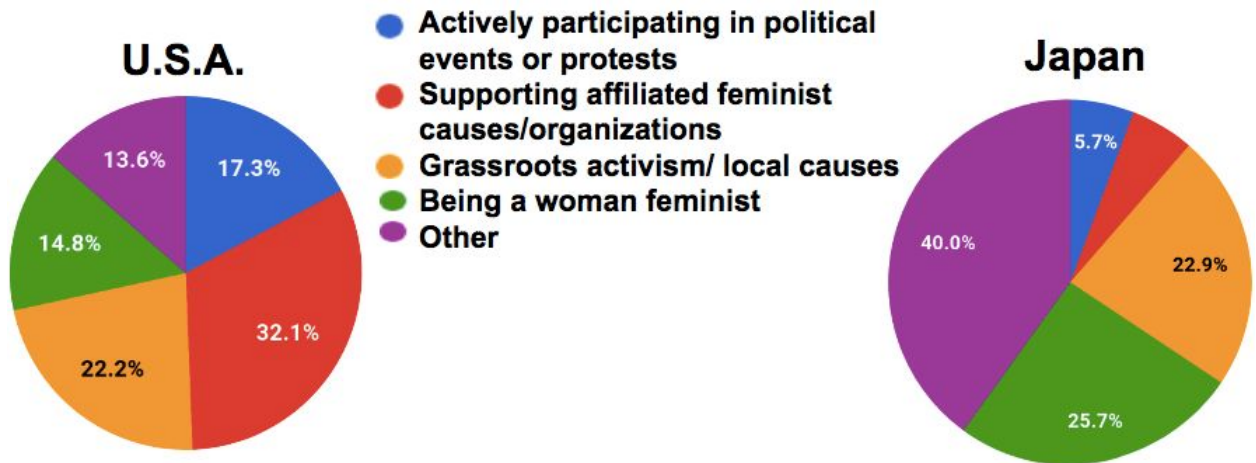 U.S.A.
17.3%
32.1%
22.2%
14.8%
13.6%
Actively participating in political
events or protests
Supporting affiliated feminist
causes/organizations
Grassroots activism/ local causes
Being a woman feminist
Other
Japan
5.7%
22.9%
25.7%
40.0%